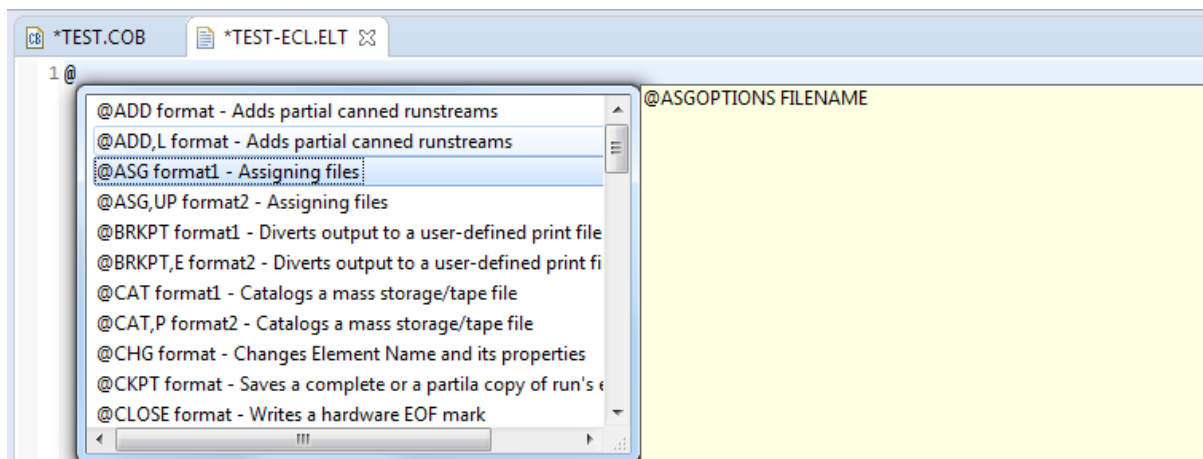 *TEST.COB *TEST-ECL.ELT
1 @
@ADD format - Adds partial canned runstreams
@ADD,L format - Adds partial canned runstreams
@ASG format1 - Assigning files
@ASG,UP format2 - Assigning files
@BRKPT format1 - Diverts output to a user-defined print file
@BRKPT,E format2 - Diverts output to a user-defined print fi
@CAT format1 - Catalogs a mass storage/tape file
@CAT,P format2 - Catalogs a mass storage/tape file
@CHG format - Changes Element Name and its properties
@CKPT format - Saves a complete or a partila copy of run's e
@CLOSE format - Writes a hardware EOF mark
@ASGOPTIONS FILENAME